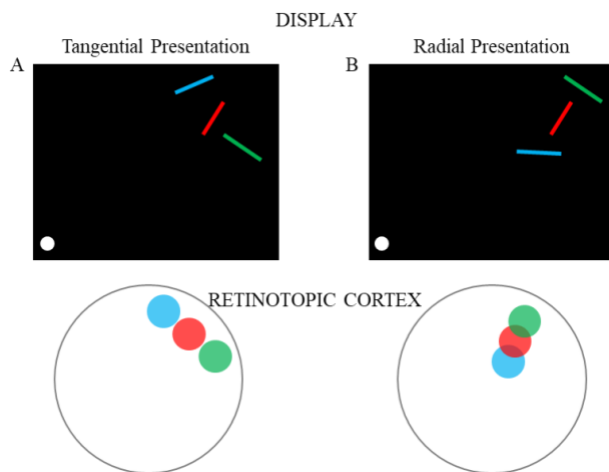 DISPLAY
Tangential Presentation
Radial Presentation
A
B
RETINOTOPIC CORTEX